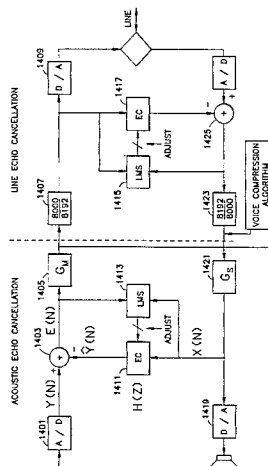 LINE
1409
D / A
D / A
+
1417
EC
-
+
1425
ADJUST
LMS
1415
LINE ECHO CANCELLATION
1407
8000
8192
1423
8192
8000
VOICE COMPRESSION
ALGORITHM
1405
G_M
1421
G_S
ACOUSTIC ECHO CANCELLATION
E(N)
1413
LMS
1403
+
-
Ŷ(N)
ADJUST
Y(N)
+
EC
1411
H(Z)
X(N)
1401
A / D
1419
D / A